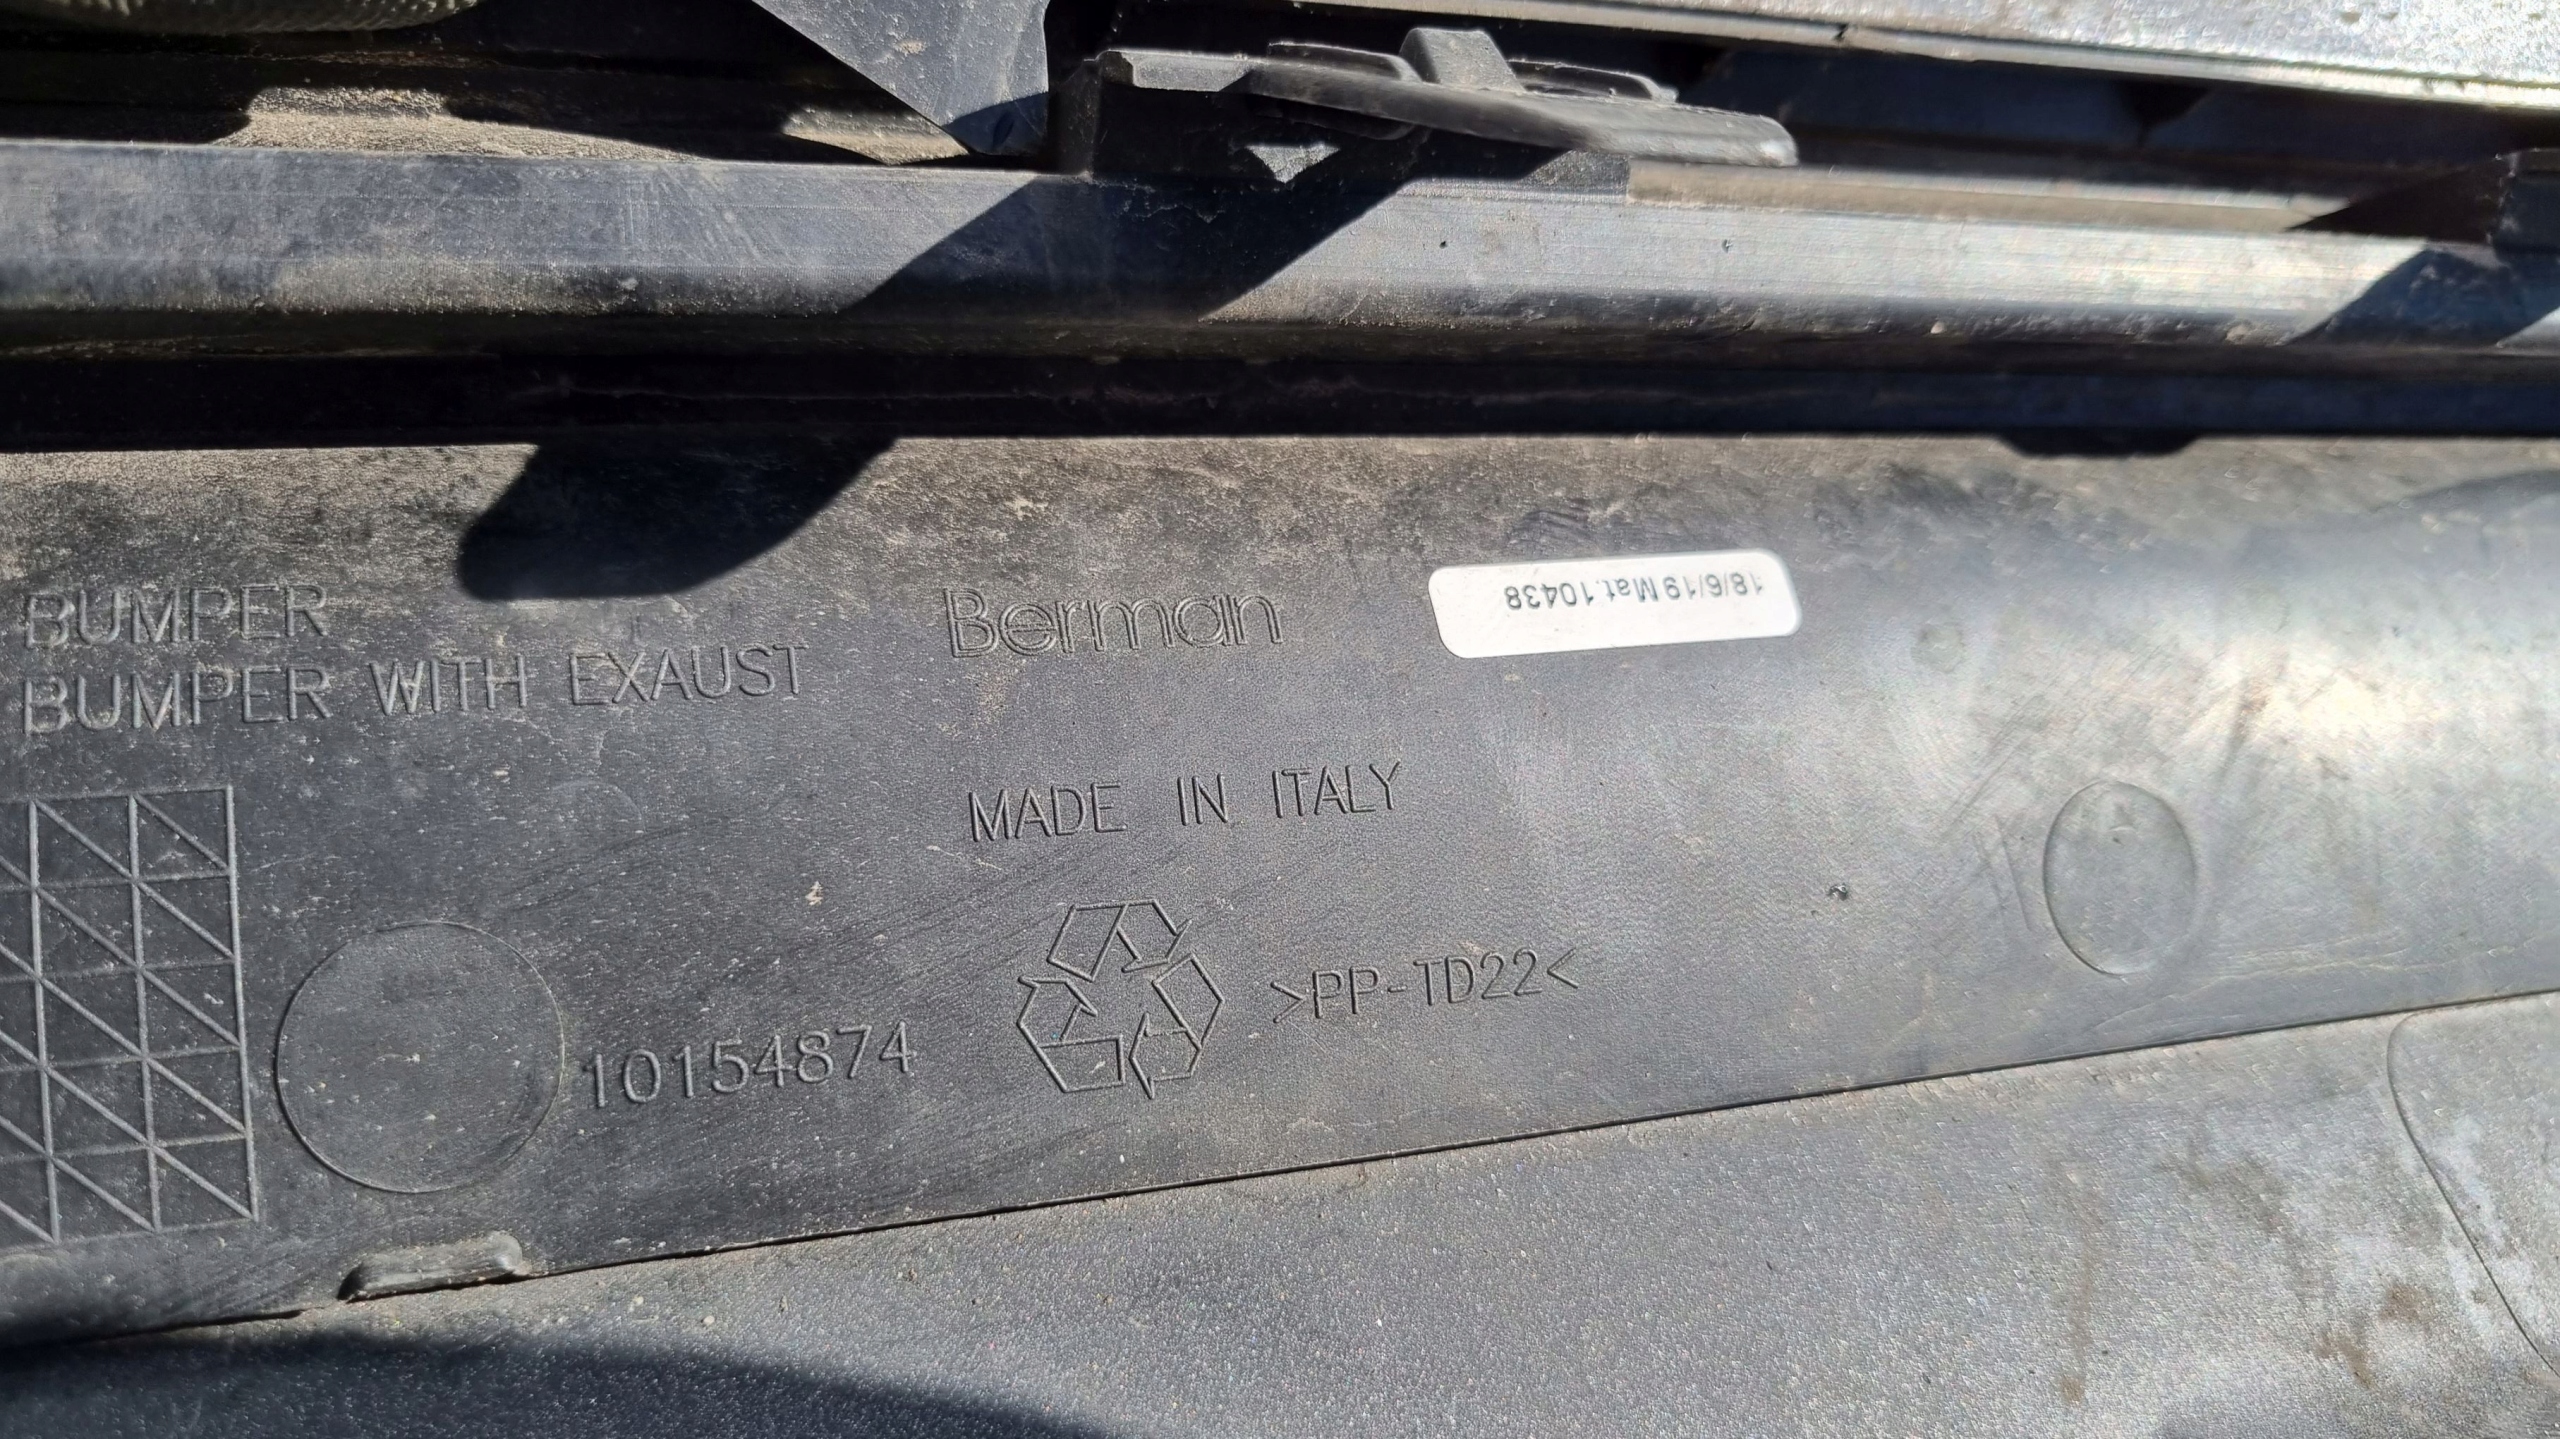 BUMPER
BUMPER WITH EXAUST
Berman
18/6/19 Mat.10438
MADE IN ITALY
>PP-TD22<
10154874